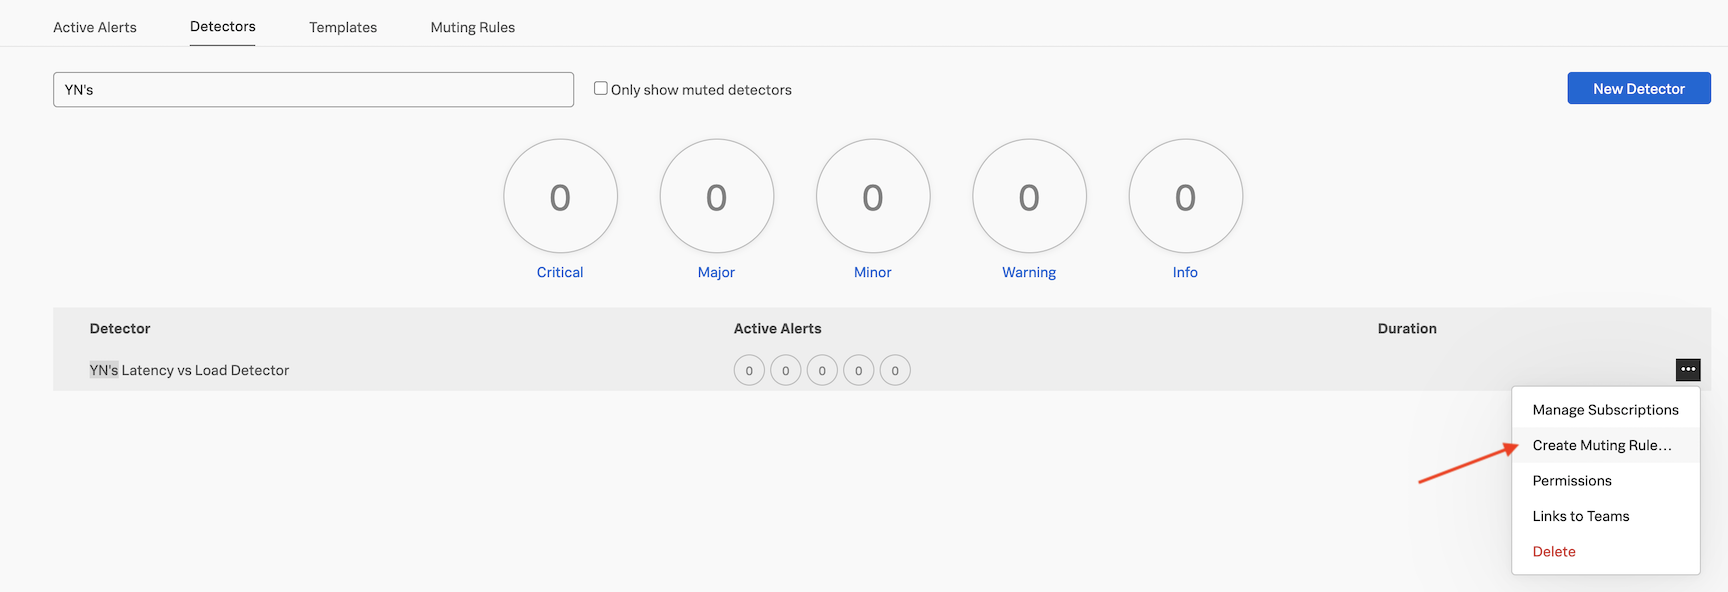 Active Alerts Detectors Templates Muting Rules
YN's Only show muted detectors New Detector
0 0 0 0 0
Critical Major Minor Warning Info
Detector Active Alerts Duration
YN's Latency vs Load Detector 0 0 0 0 0 •••
Manage Subscriptions
Create Muting Rule...
Permissions
Links to Teams
Delete